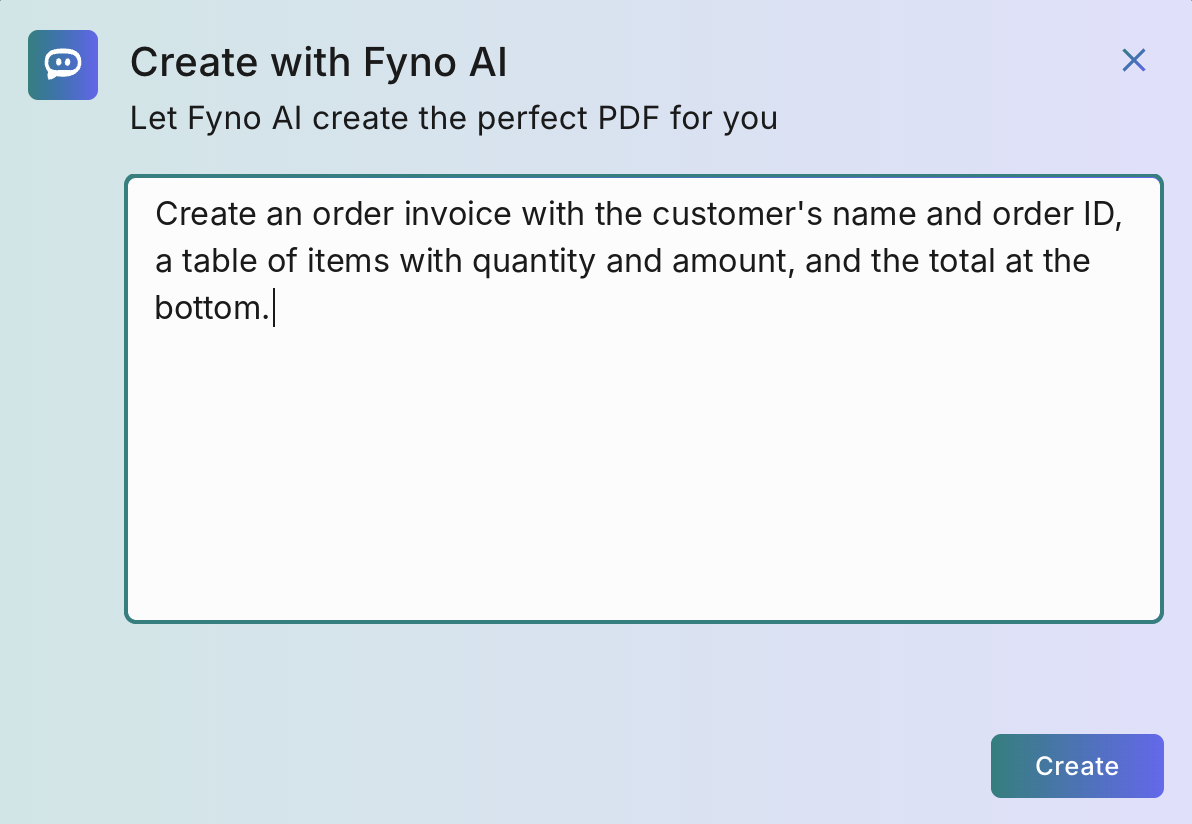 Create with Fyno AI
Let Fyno AI create the perfect PDF for you
Create an order invoice with the customer's name and order ID,
a table of items with quantity and amount, and the total at the
bottom.
Create